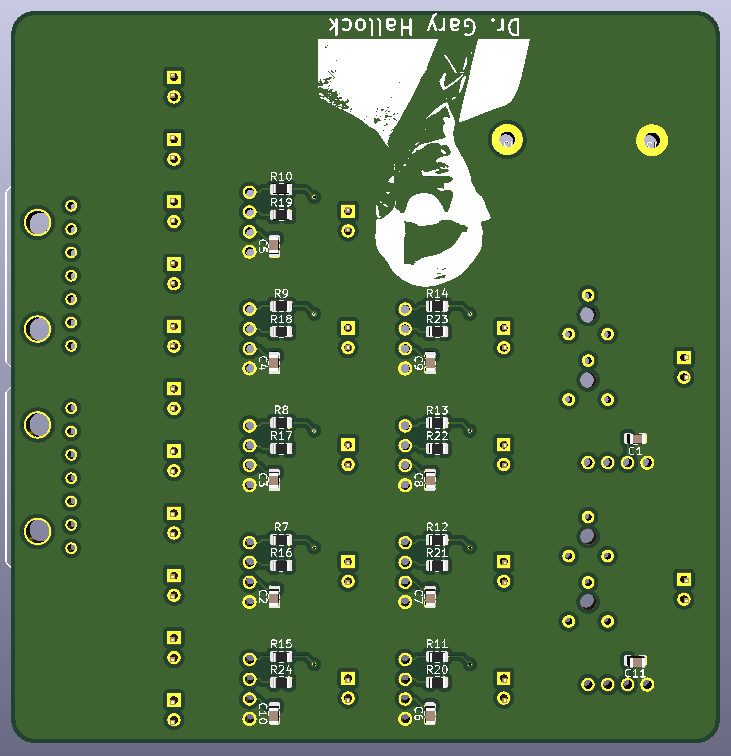 Dr. Gary Hallock
R10
R19
C5
R9
R14
R18
R23
C4
C9
R8
R13
R17
R22
C3
C8
C1
R7
R12
R16
R21
C2
C7
R15
R11
R24
R20
C10
C6
C11